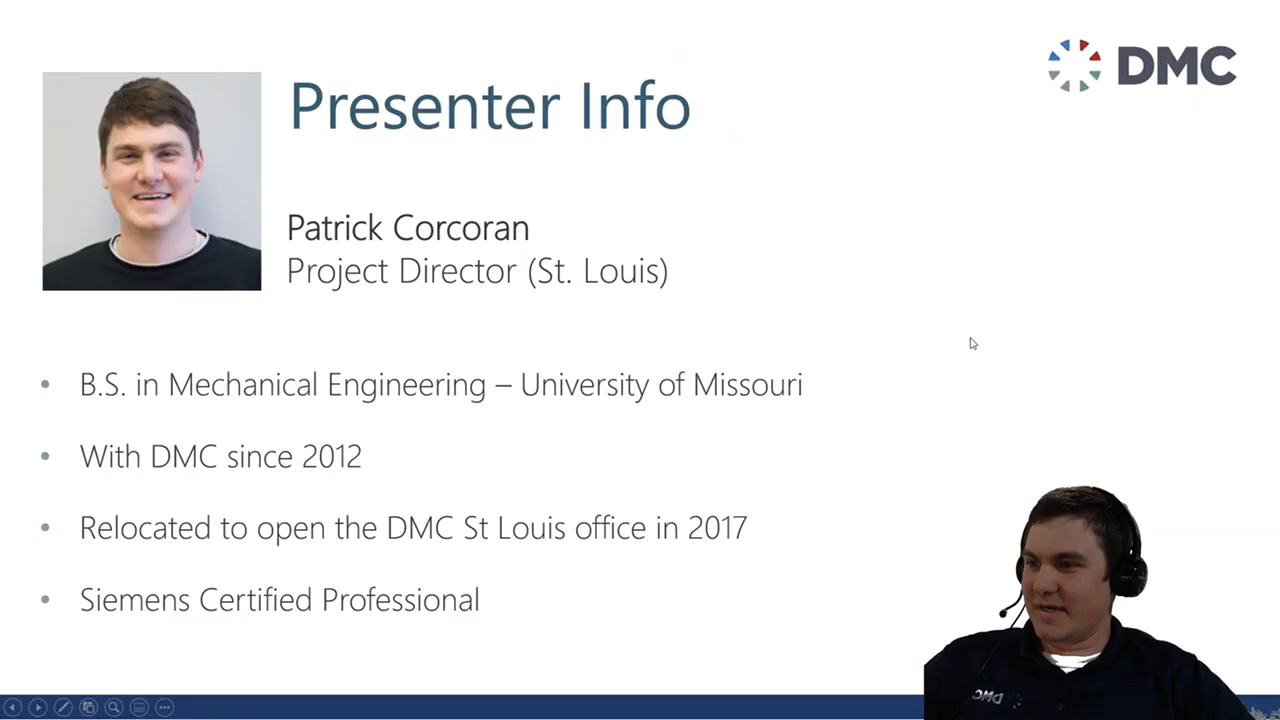 DMC
Presenter Info
Patrick Corcoran
Project Director (St. Louis)
• B.S. in Mechanical Engineering – University of Missouri
• With DMC since 2012
• Relocated to open the DMC St Louis office in 2017
• Siemens Certified Professional
DMC